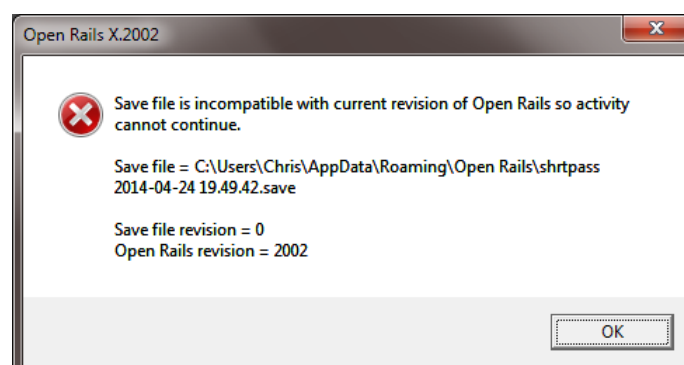 Open Rails X.2002
Save file is incompatible with current revision of Open Rails so activity
cannot continue.
Save file = C:\Users\Chris\AppData\Roaming\Open Rails\shrtpass
2014-04-24 19.49.42.save
Save file revision = 0
Open Rails revision = 2002
OK